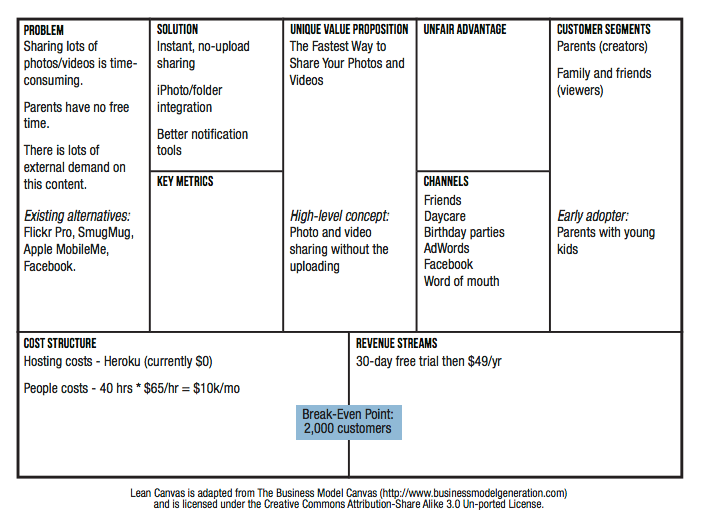 PROBLEM
Sharing lots of
photos/videos is time-
consuming.
Parents have no free
time.
There is lots of
external demand on
this content.
Existing alternatives:
Flickr Pro, SmugMug,
Apple MobileMe,
Facebook.
SOLUTION
Instant, no-upload
sharing
iPhoto/folder
integration
Better notification
tools
KEY METRICS
UNIQUE VALUE PROPOSITION
The Fastest Way to
Share Your Photos and
Videos
High-level concept:
Photo and video
sharing without the
uploading
UNFAIR ADVANTAGE
CHANNELS
Friends
Daycare
Birthday parties
AdWords
Facebook
Word of mouth
CUSTOMER SEGMENTS
Parents (creators)
Family and friends
(viewers)
Early adopter:
Parents with young
kids
COST STRUCTURE
Hosting costs - Heroku (currently $0)
People costs - 40 hrs * $65/hr = $10k/mo
REVENUE STREAMS
30-day free trial then $49/yr
Break-Even Point:
2,000 customers
Lean Canvas is adapted from The Business Model Canvas (http://www.businessmodelgeneration.com)
and is licensed under the Creative Commons Attribution-Share Alike 3.0 Un-ported License.